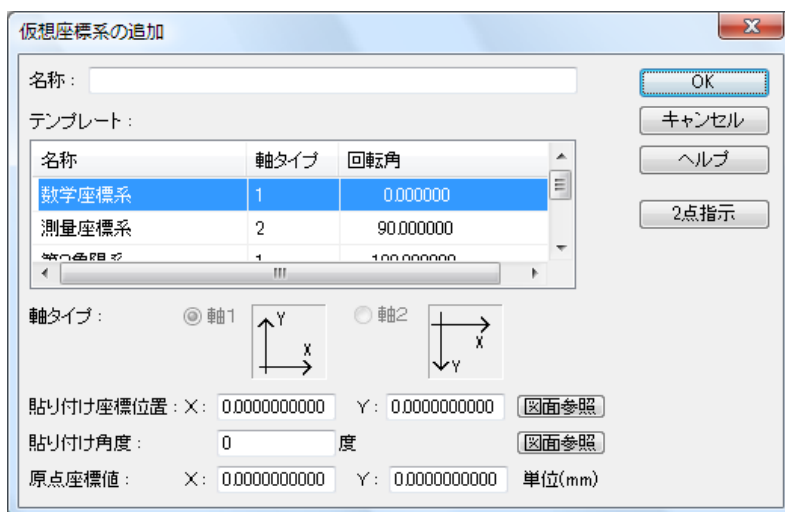 仮想座標系の追加
名称：
OK
テンプレート：
キャンセル
名称 軸タイプ 回転角
ヘルプ
数学座標系 1 0.000000
測量座標系 2 90.000000
2点指示
軸タイプ： 軸1 Y X 軸2 X Y
貼り付け座標位置：X： 0.0000000000 Y： 0.0000000000 図面参照
貼り付け角度： 0 度 図面参照
原点座標値： X： 0.0000000000 Y： 0.0000000000 単位(mm)